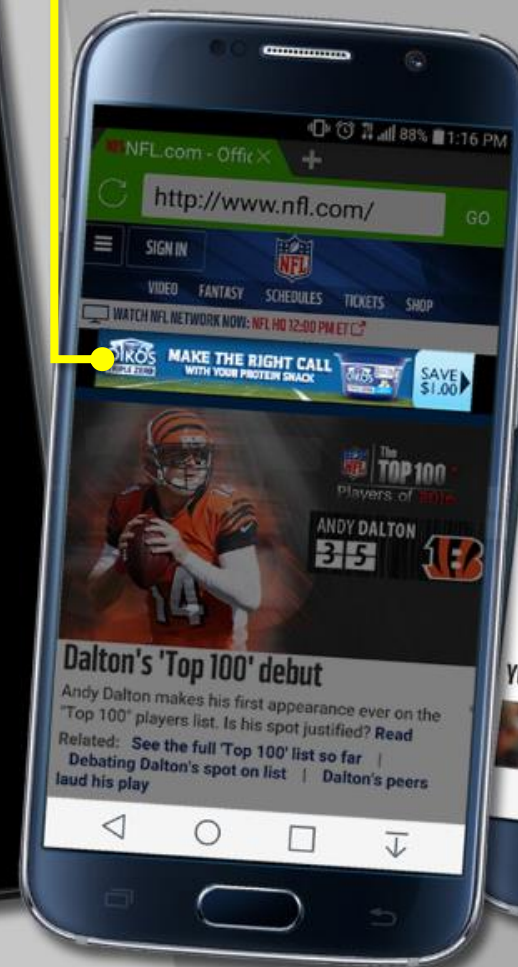 88% 1:16 PM
NFL NFL.com - Offic
http://www.nfl.com/ GO
SIGN IN NFL
VIDEO FANTASY SCHEDULES TICKETS SHOP
WATCH NFL NETWORK NOW: NFL HQ 12:00 PM ET
OIKOS TRIPLE ZERO
MAKE THE RIGHT CALL
WITH YOUR PROTEIN SNACK
OIKOS
SAVE
$1.00
NFL The
TOP 100
Players of 2016
ANDY DALTON
35
14
Dalton's 'Top 100' debut
Andy Dalton makes his first appearance ever on the
"Top 100" players list. Is his spot justified? Read
Related: See the full 'Top 100' list so far |
Debating Dalton's spot on list | Dalton's peers
laud his play